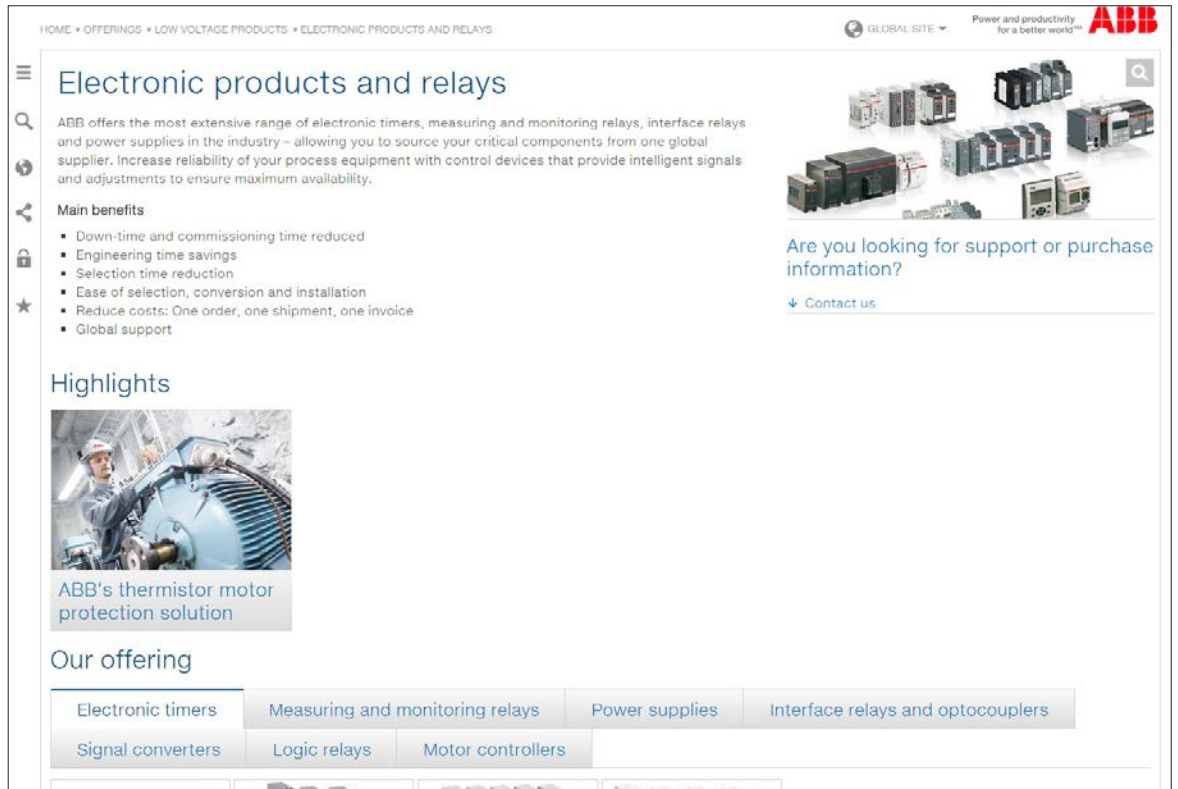 HOME • OFFERINGS • LOW VOLTAGE PRODUCTS • ELECTRONIC PRODUCTS AND RELAYS
GLOBAL SITE
Power and productivity
for a better world™
ABB
Electronic products and relays
ABB offers the most extensive range of electronic timers, measuring and monitoring relays, interface relays
and power supplies in the industry – allowing you to source your critical components from one global
supplier. Increase reliability of your process equipment with control devices that provide intelligent signals
and adjustments to ensure maximum availability.
Main benefits
▪ Down-time and commissioning time reduced
▪ Engineering time savings
▪ Selection time reduction
▪ Ease of selection, conversion and installation
▪ Reduce costs: One order, one shipment, one invoice
▪ Global support
Are you looking for support or purchase
information?
Contact us
Highlights
ABB's thermistor motor
protection solution
Our offering
Electronic timers Measuring and monitoring relays Power supplies Interface relays and optocouplers
Signal converters Logic relays Motor controllers